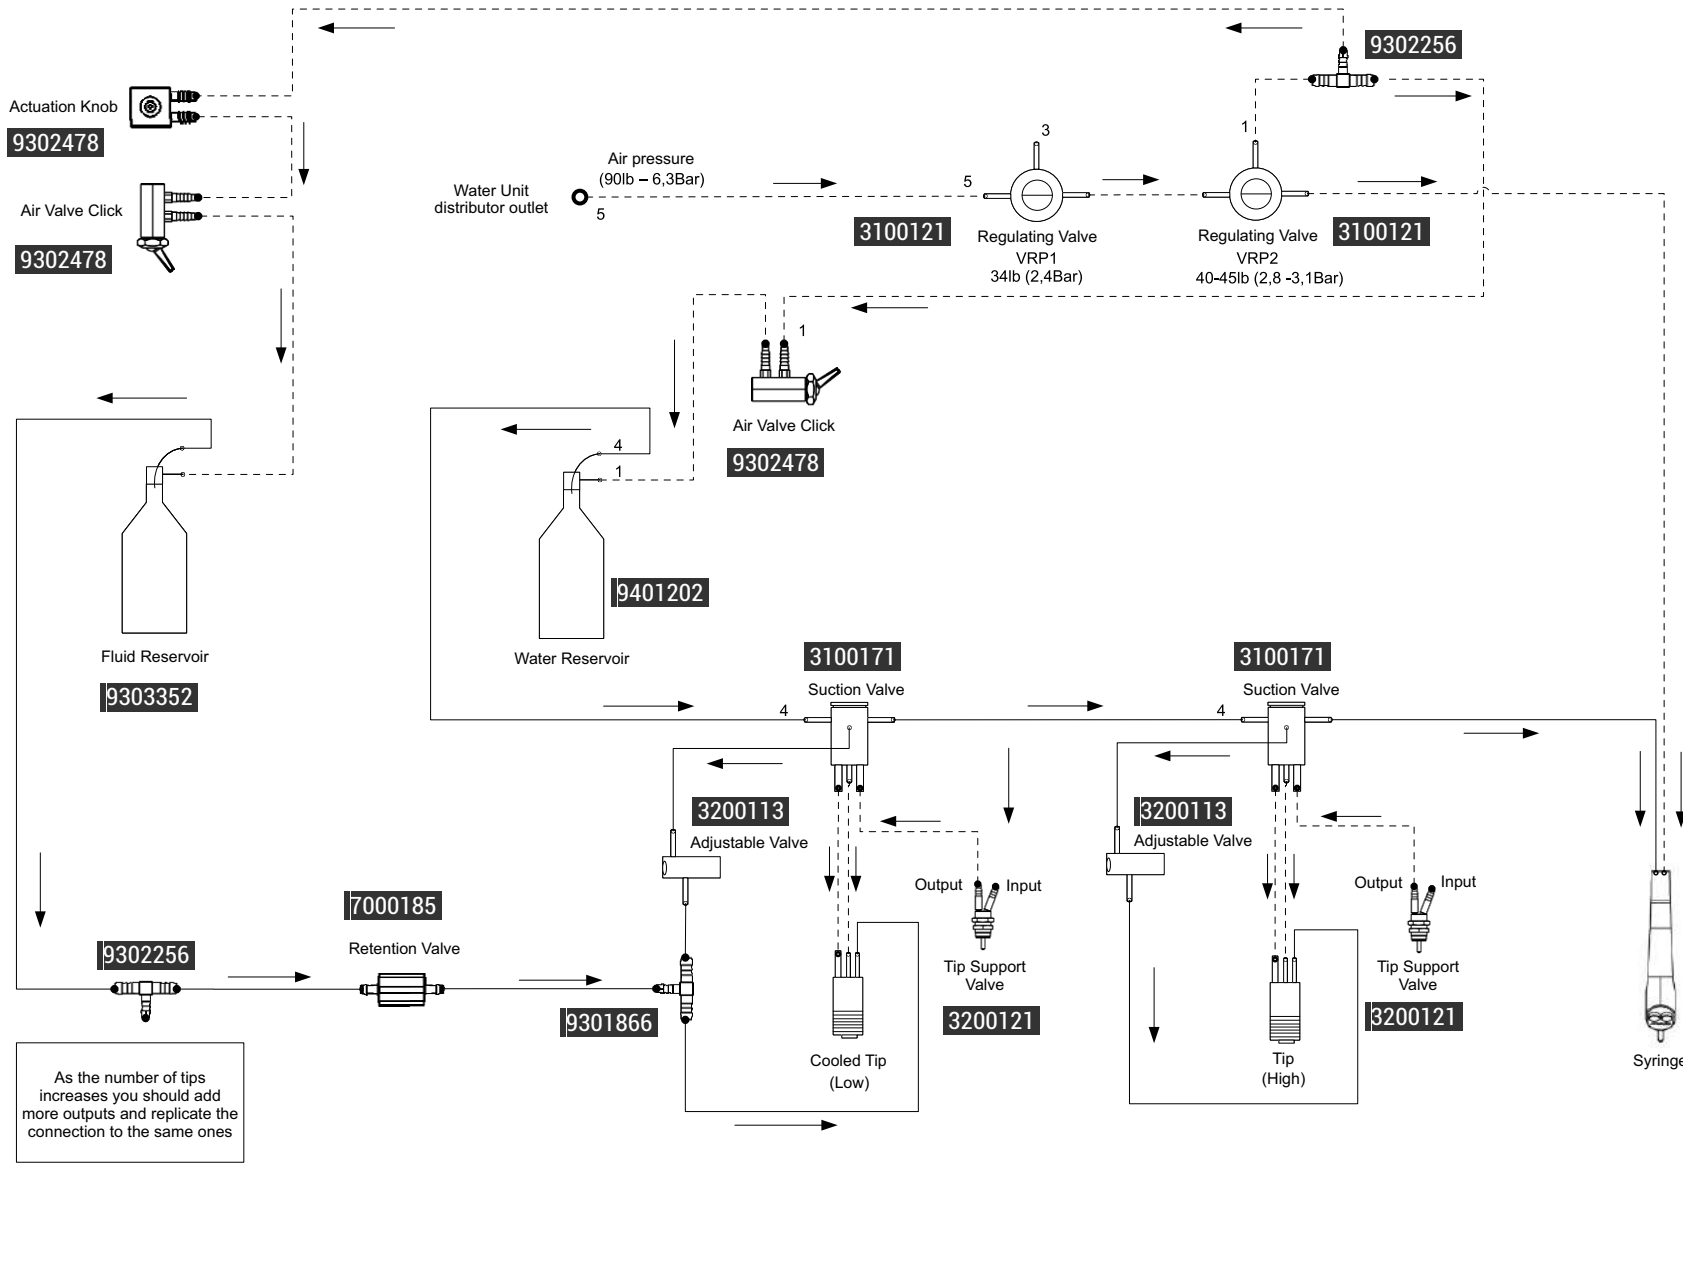 9302256
Actuation Knob
9302478
Air Valve Click
9302478
Water Unit
distributor outlet
Air pressure
(90lb – 6,3Bar)
5
5
3
1
3100121
Regulating Valve
VRP1
34lb (2,4Bar)
Regulating Valve
VRP2
40-45lb (2,8 -3,1Bar)
3100121
1
Air Valve Click
9302478
4
1
9401202
Water Reservoir
Fluid Reservoir
9303352
3100171
Suction Valve
4
3100171
Suction Valve
4
3200113
Adjustable Valve
3200113
Adjustable Valve
Output
Input
Tip Support
Valve
3200121
Output
Input
Tip Support
Valve
3200121
7000185
Retention Valve
9302256
9301866
Cooled Tip
(Low)
Tip
(High)
Syringe
As the number of tips
increases you should add
more outputs and replicate the
connection to the same ones